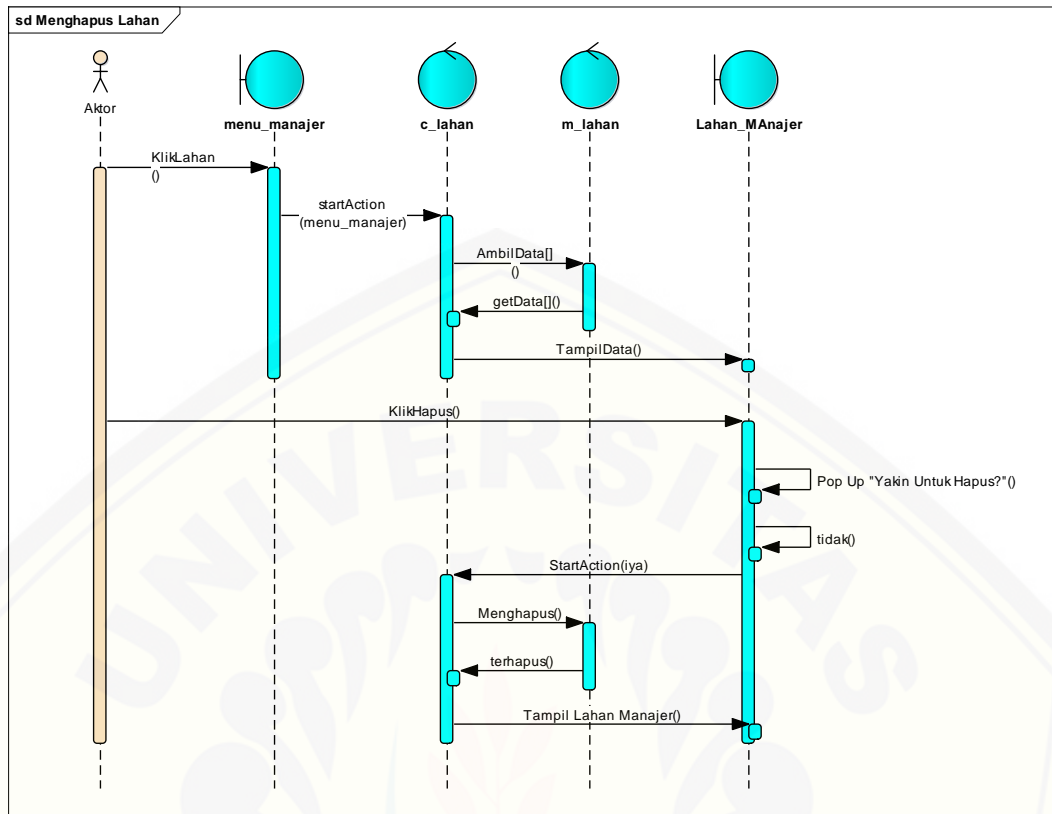 sd Menghapus Lahan
Aktor
menu_manajer
c_lahan
m_lahan
Lahan_MAnajer
KlikLahan
()
startAction
(menu_manajer)
AmbilData[]
()
getData[]()
TampilData()
KlikHapus()
Pop Up "Yakin Untuk Hapus?"()
tidak()
StartAction(iya)
Menghapus()
terhapus()
Tampil Lahan Manajer()
UNIVERSITAS